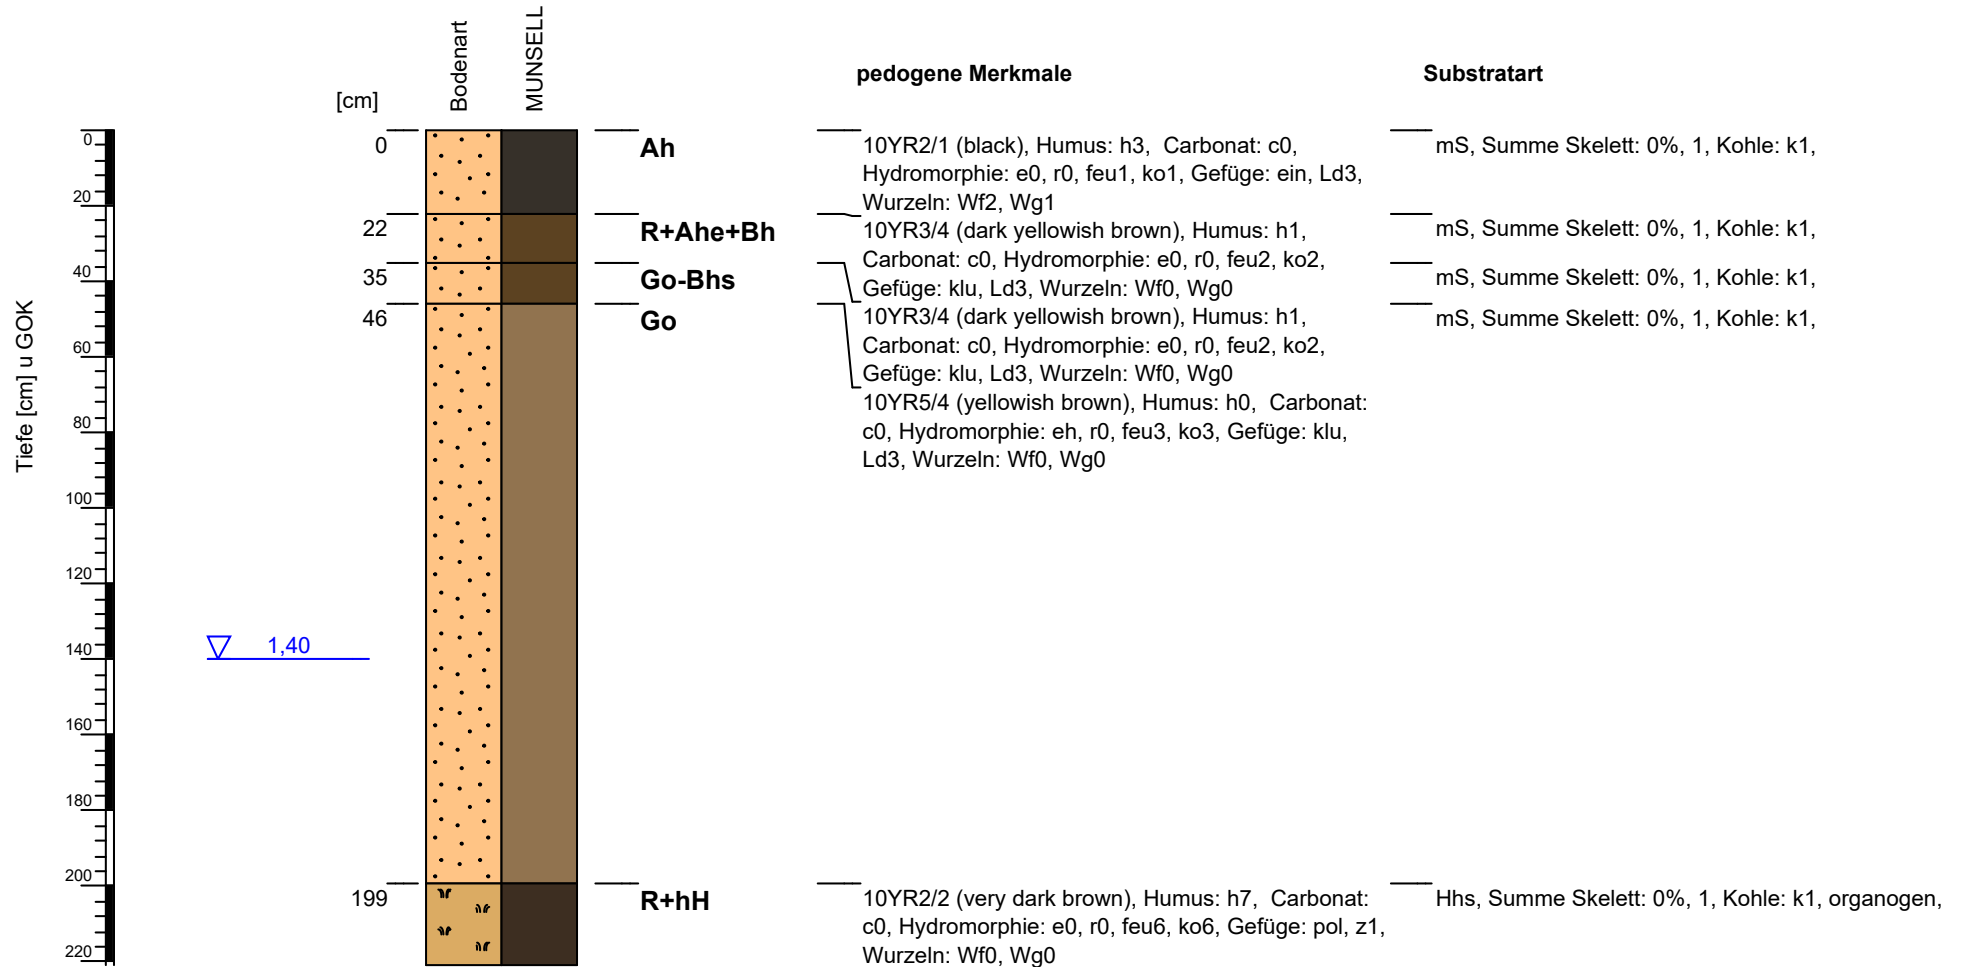 Bodenart
MUNSELL
pedogene Merkmale
Substratart
[cm]
Tiefe [cm] u GOK
0
20
40
60
80
100
120
140
160
180
200
220
1,40
0
Ah
10YR2/1 (black), Humus: h3, Carbonat: c0,
Hydromorphie: e0, r0, feu1, ko1, Gefüge: ein, Ld3,
Wurzeln: Wf2, Wg1
mS, Summe Skelett: 0%, 1, Kohle: k1,
22
R+Ahe+Bh
10YR3/4 (dark yellowish brown), Humus: h1,
Carbonat: c0, Hydromorphie: e0, r0, feu2, ko2,
Gefüge: klu, Ld3, Wurzeln: Wf0, Wg0
mS, Summe Skelett: 0%, 1, Kohle: k1,
35
Go-Bhs
10YR3/4 (dark yellowish brown), Humus: h1,
Carbonat: c0, Hydromorphie: e0, r0, feu2, ko2,
Gefüge: klu, Ld3, Wurzeln: Wf0, Wg0
mS, Summe Skelett: 0%, 1, Kohle: k1,
46
Go
10YR5/4 (yellowish brown), Humus: h0, Carbonat:
c0, Hydromorphie: eh, r0, feu3, ko3, Gefüge: klu,
Ld3, Wurzeln: Wf0, Wg0
mS, Summe Skelett: 0%, 1, Kohle: k1,
199
R+hH
10YR2/2 (very dark brown), Humus: h7, Carbonat:
c0, Hydromorphie: e0, r0, feu6, ko6, Gefüge: pol, z1,
Wurzeln: Wf0, Wg0
Hhs, Summe Skelett: 0%, 1, Kohle: k1, organogen,